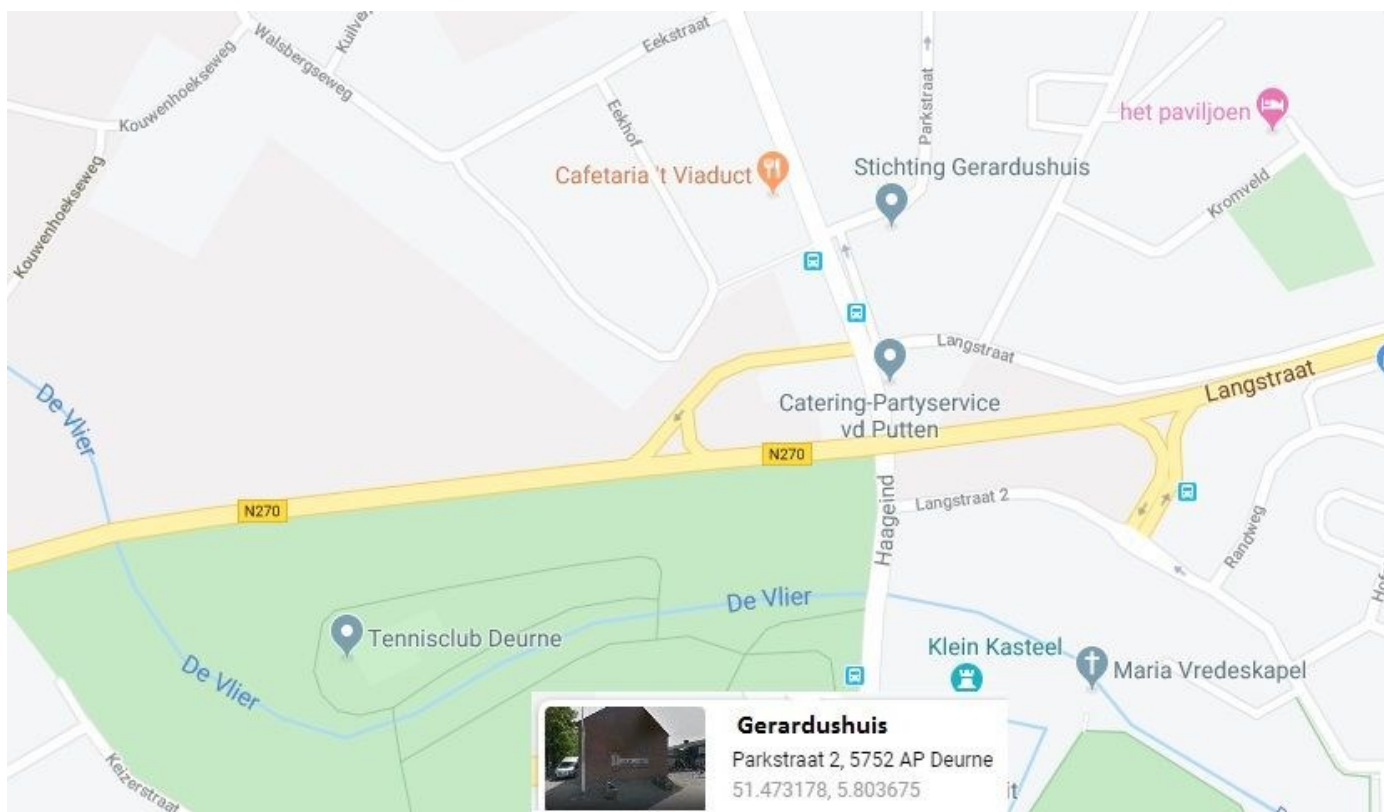 Kouwenhoekseweg
Walsbergseweg
Eekstraat
Parkstraat
het paviljoen
Kouwenhoekseweg
Eekhof
Cafetaria 't Viaduct
Stichting Gerardushuis
Kromveld
De Vlier
Langstraat
Langstraat
Catering-Partyservice
vd Putten
N270
N270
Langstraat 2
Haageind
Randweg
De Vlier
Tennisclub Deurne
De Vlier
Klein Kasteel
Maria Vredeskapel
Keizerstraat
Gerardushuis
Parkstraat 2, 5752 AP Deurne
51.473178, 5.803675